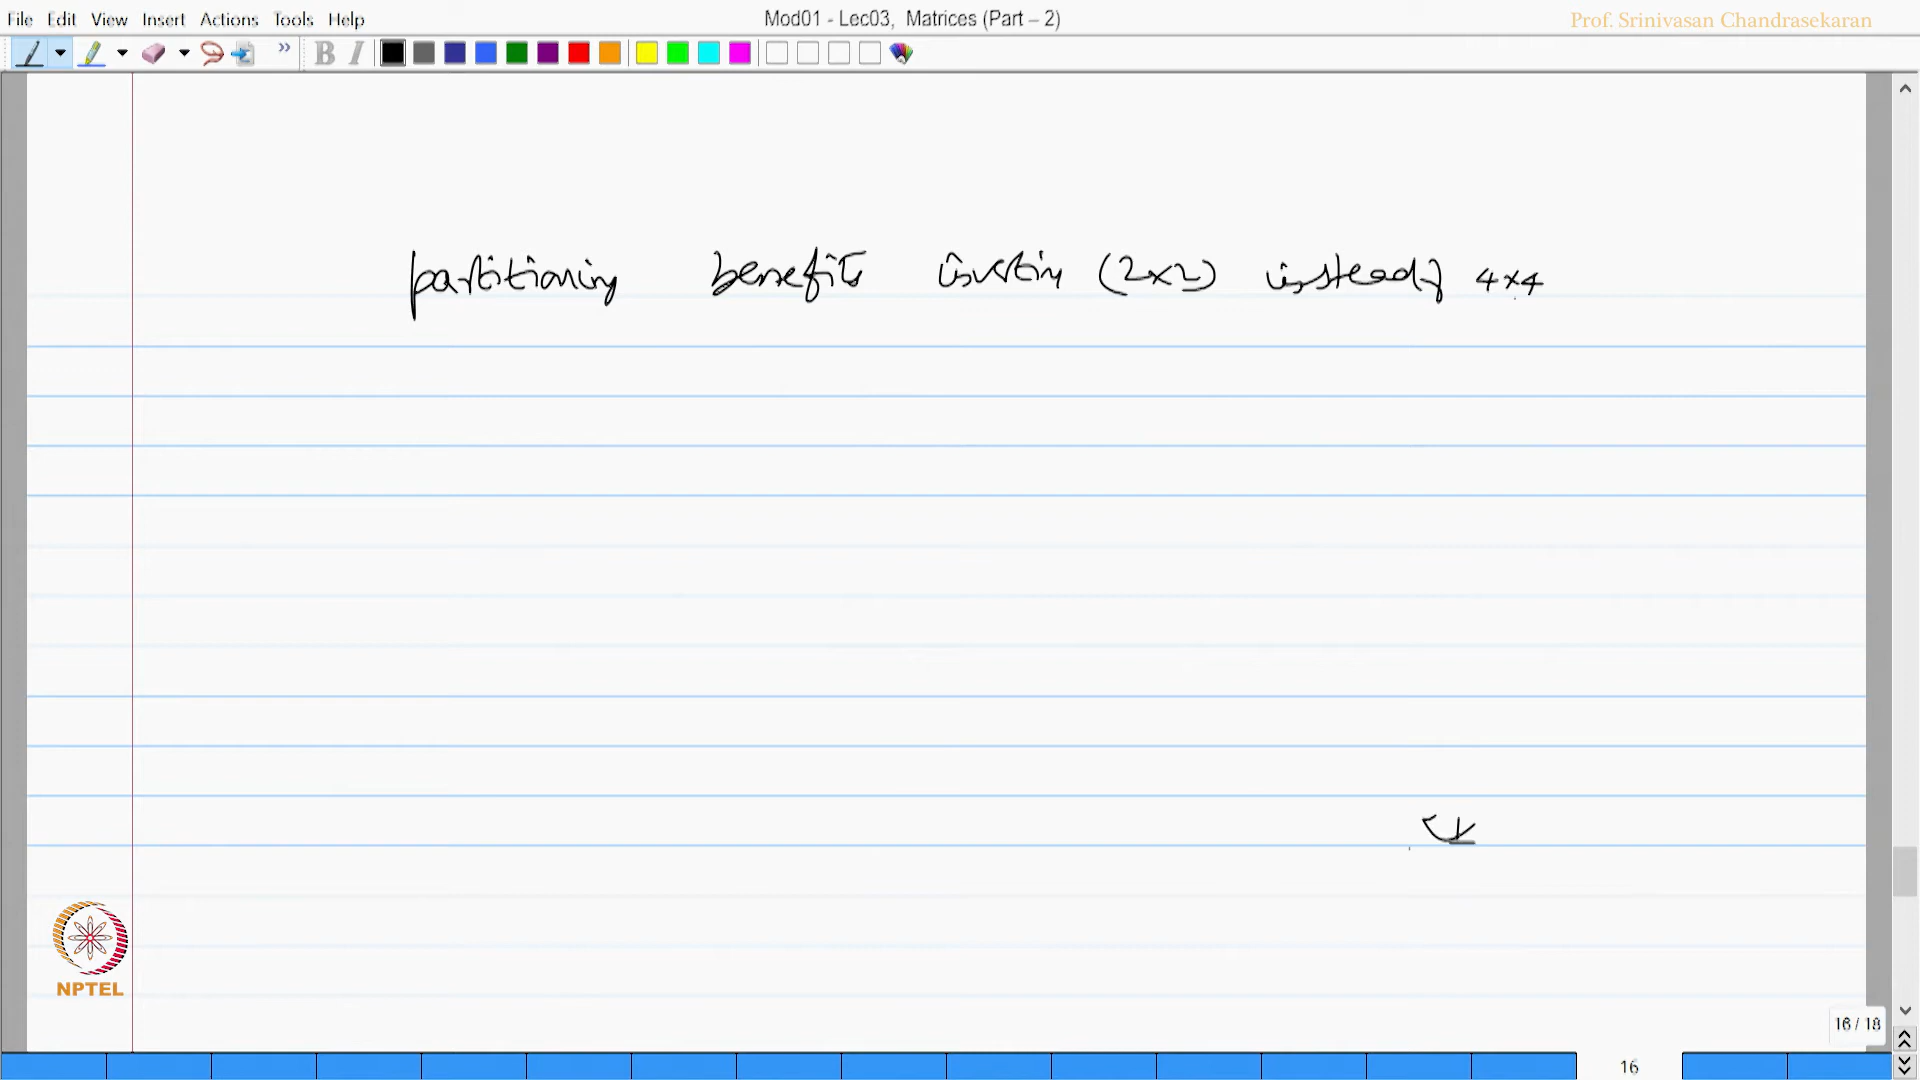 File Edit View Insert Actions Tools Help
Mod01 - Lec03, Matrices (Part – 2)
Prof. Srinivasan Chandrasekaran
B I
partitioning benefits (2x2) instead of 4x4
NPTEL
16 / 18
16